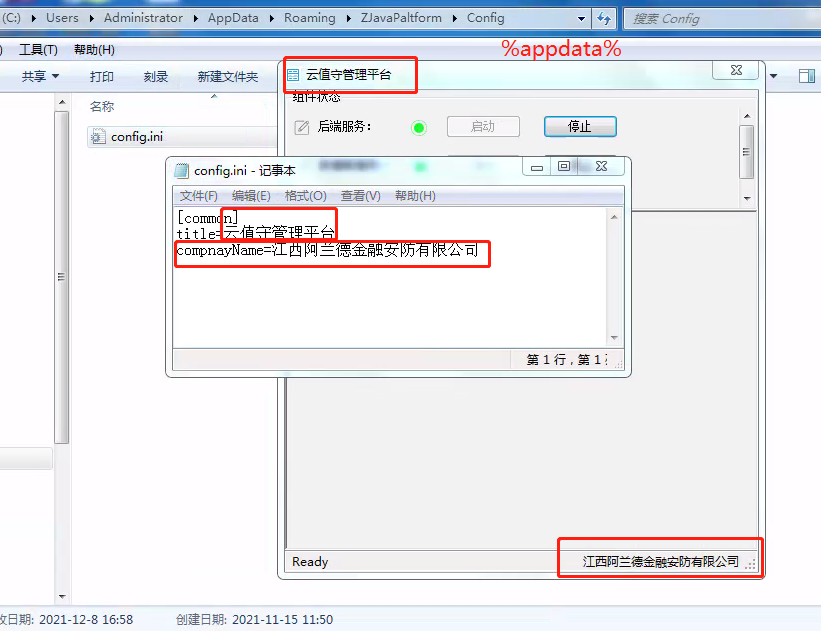 (C:) ▸ Users ▸ Administrator ▸ AppData ▸ Roaming ▸ ZJavaPaltform ▸ Config
搜索 Config
) 工具(T) 帮助(H)
%appdata%
共享 打印 刻录 新建文件夹
云值守管理平台
名称
组件状态
config.ini
后端服务：
启动
停止
config.ini - 记事本
文件(F) 编辑(E) 格式(O) 查看(V) 帮助(H)
[common]
title=云值守管理平台
compnayName=江西阿兰德金融安防有限公司
第 1 行，第 1
Ready
江西阿兰德金融安防有限公司
日期: 2021-12-8 16:58
创建日期: 2021-11-15 11:50